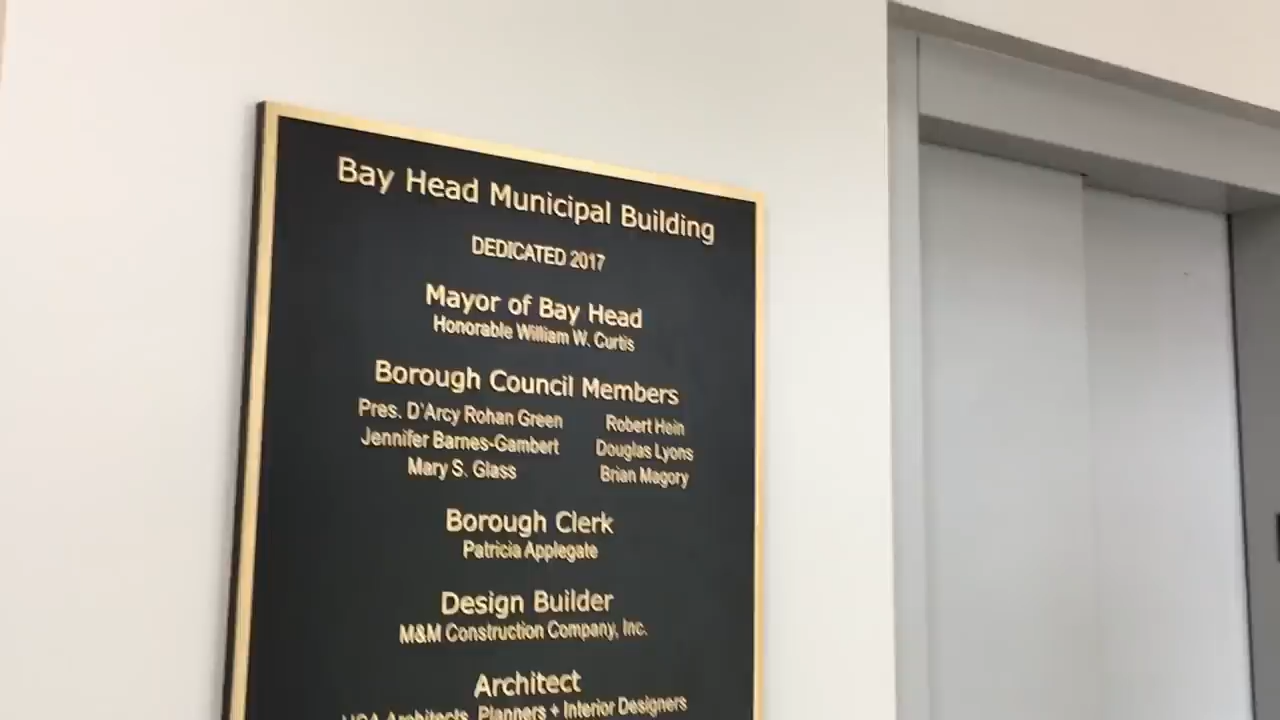 Bay Head Municipal Building
DEDICATED 2017
Mayor of Bay Head
Honorable William W. Curtis
Borough Council Members
Pres. D'Arcy Rohan Green Robert Hein
Jennifer Barnes-Gambert Douglas Lyons
Mary S. Glass Brian Magory
Borough Clerk
Patricia Applegate
Design Builder
M&M Construction Company, Inc.
Architect
Architects, Planners + Interior Designers